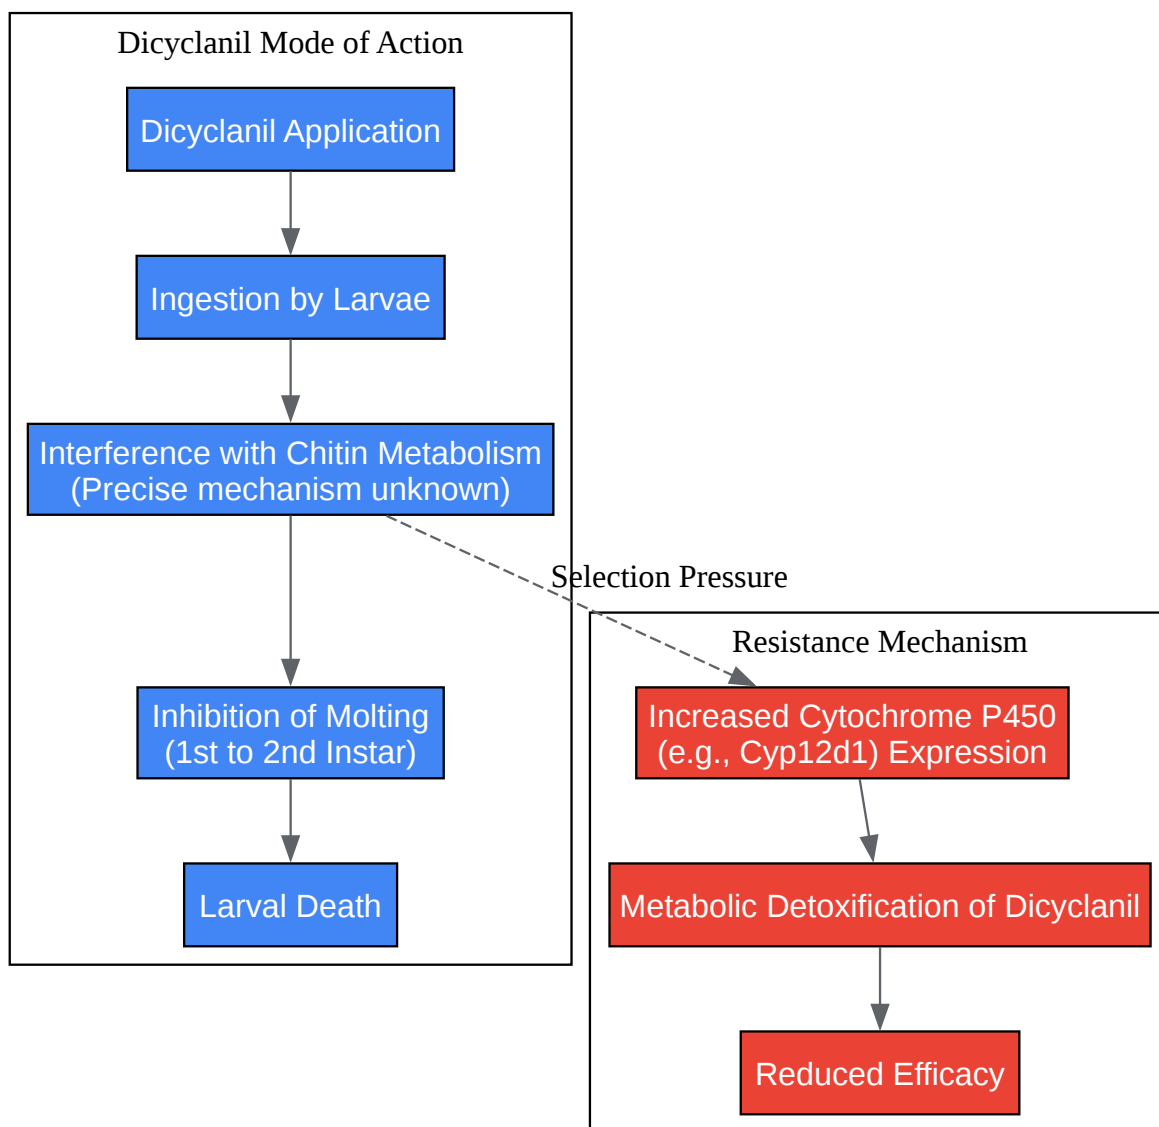 Dicyclanil Mode of Action
Dicyclanil Application
Ingestion by Larvae
Interference with Chitin Metabolism
(Precise mechanism unknown)
Selection Pressure
Inhibition of Molting
(1st to 2nd Instar)
Larval Death
Resistance Mechanism
Increased Cytochrome P450
(e.g., Cyp12d1) Expression
Metabolic Detoxification of Dicyclanil
Reduced Efficacy